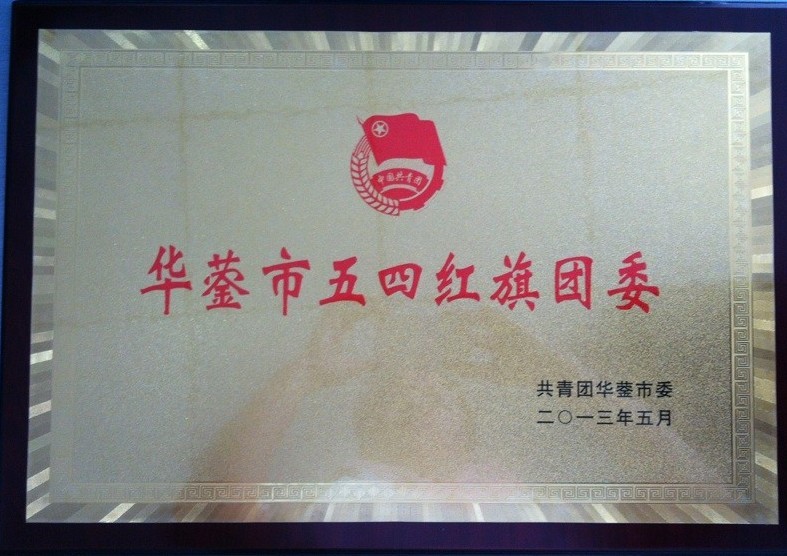 中国共青团
华蓥市五四红旗团委
共青团华蓥市委
二〇一三年五月